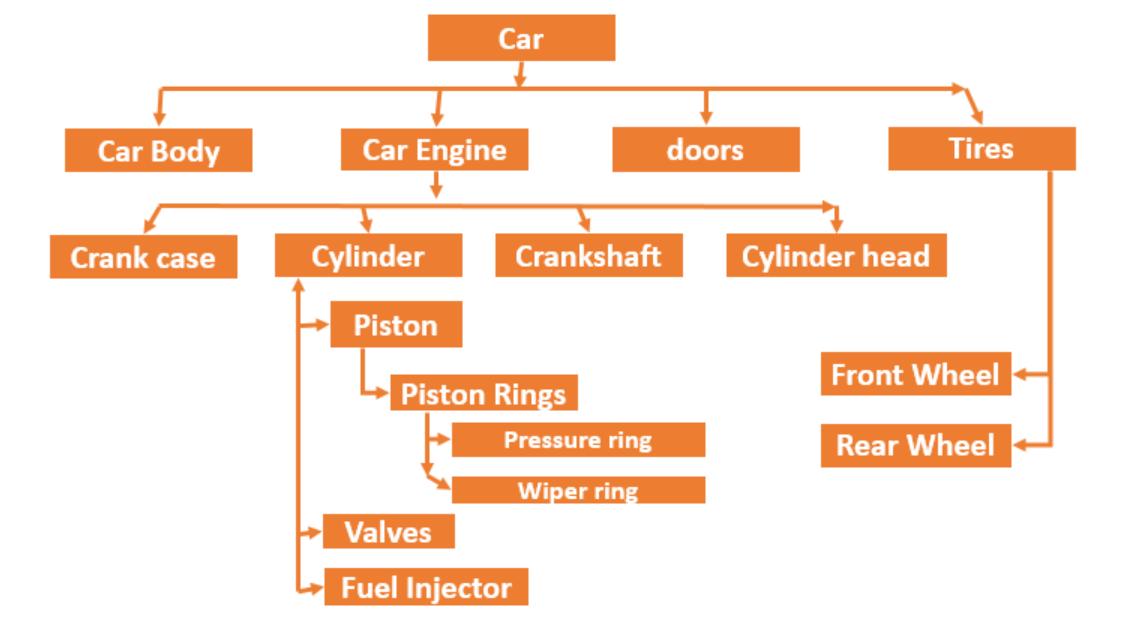 Car
Car Body
Car Engine
doors
Tires
Crank case
Cylinder
Crankshaft
Cylinder head
Piston
Front Wheel
Piston Rings
Pressure ring
Rear Wheel
Wiper ring
Valves
Fuel Injector